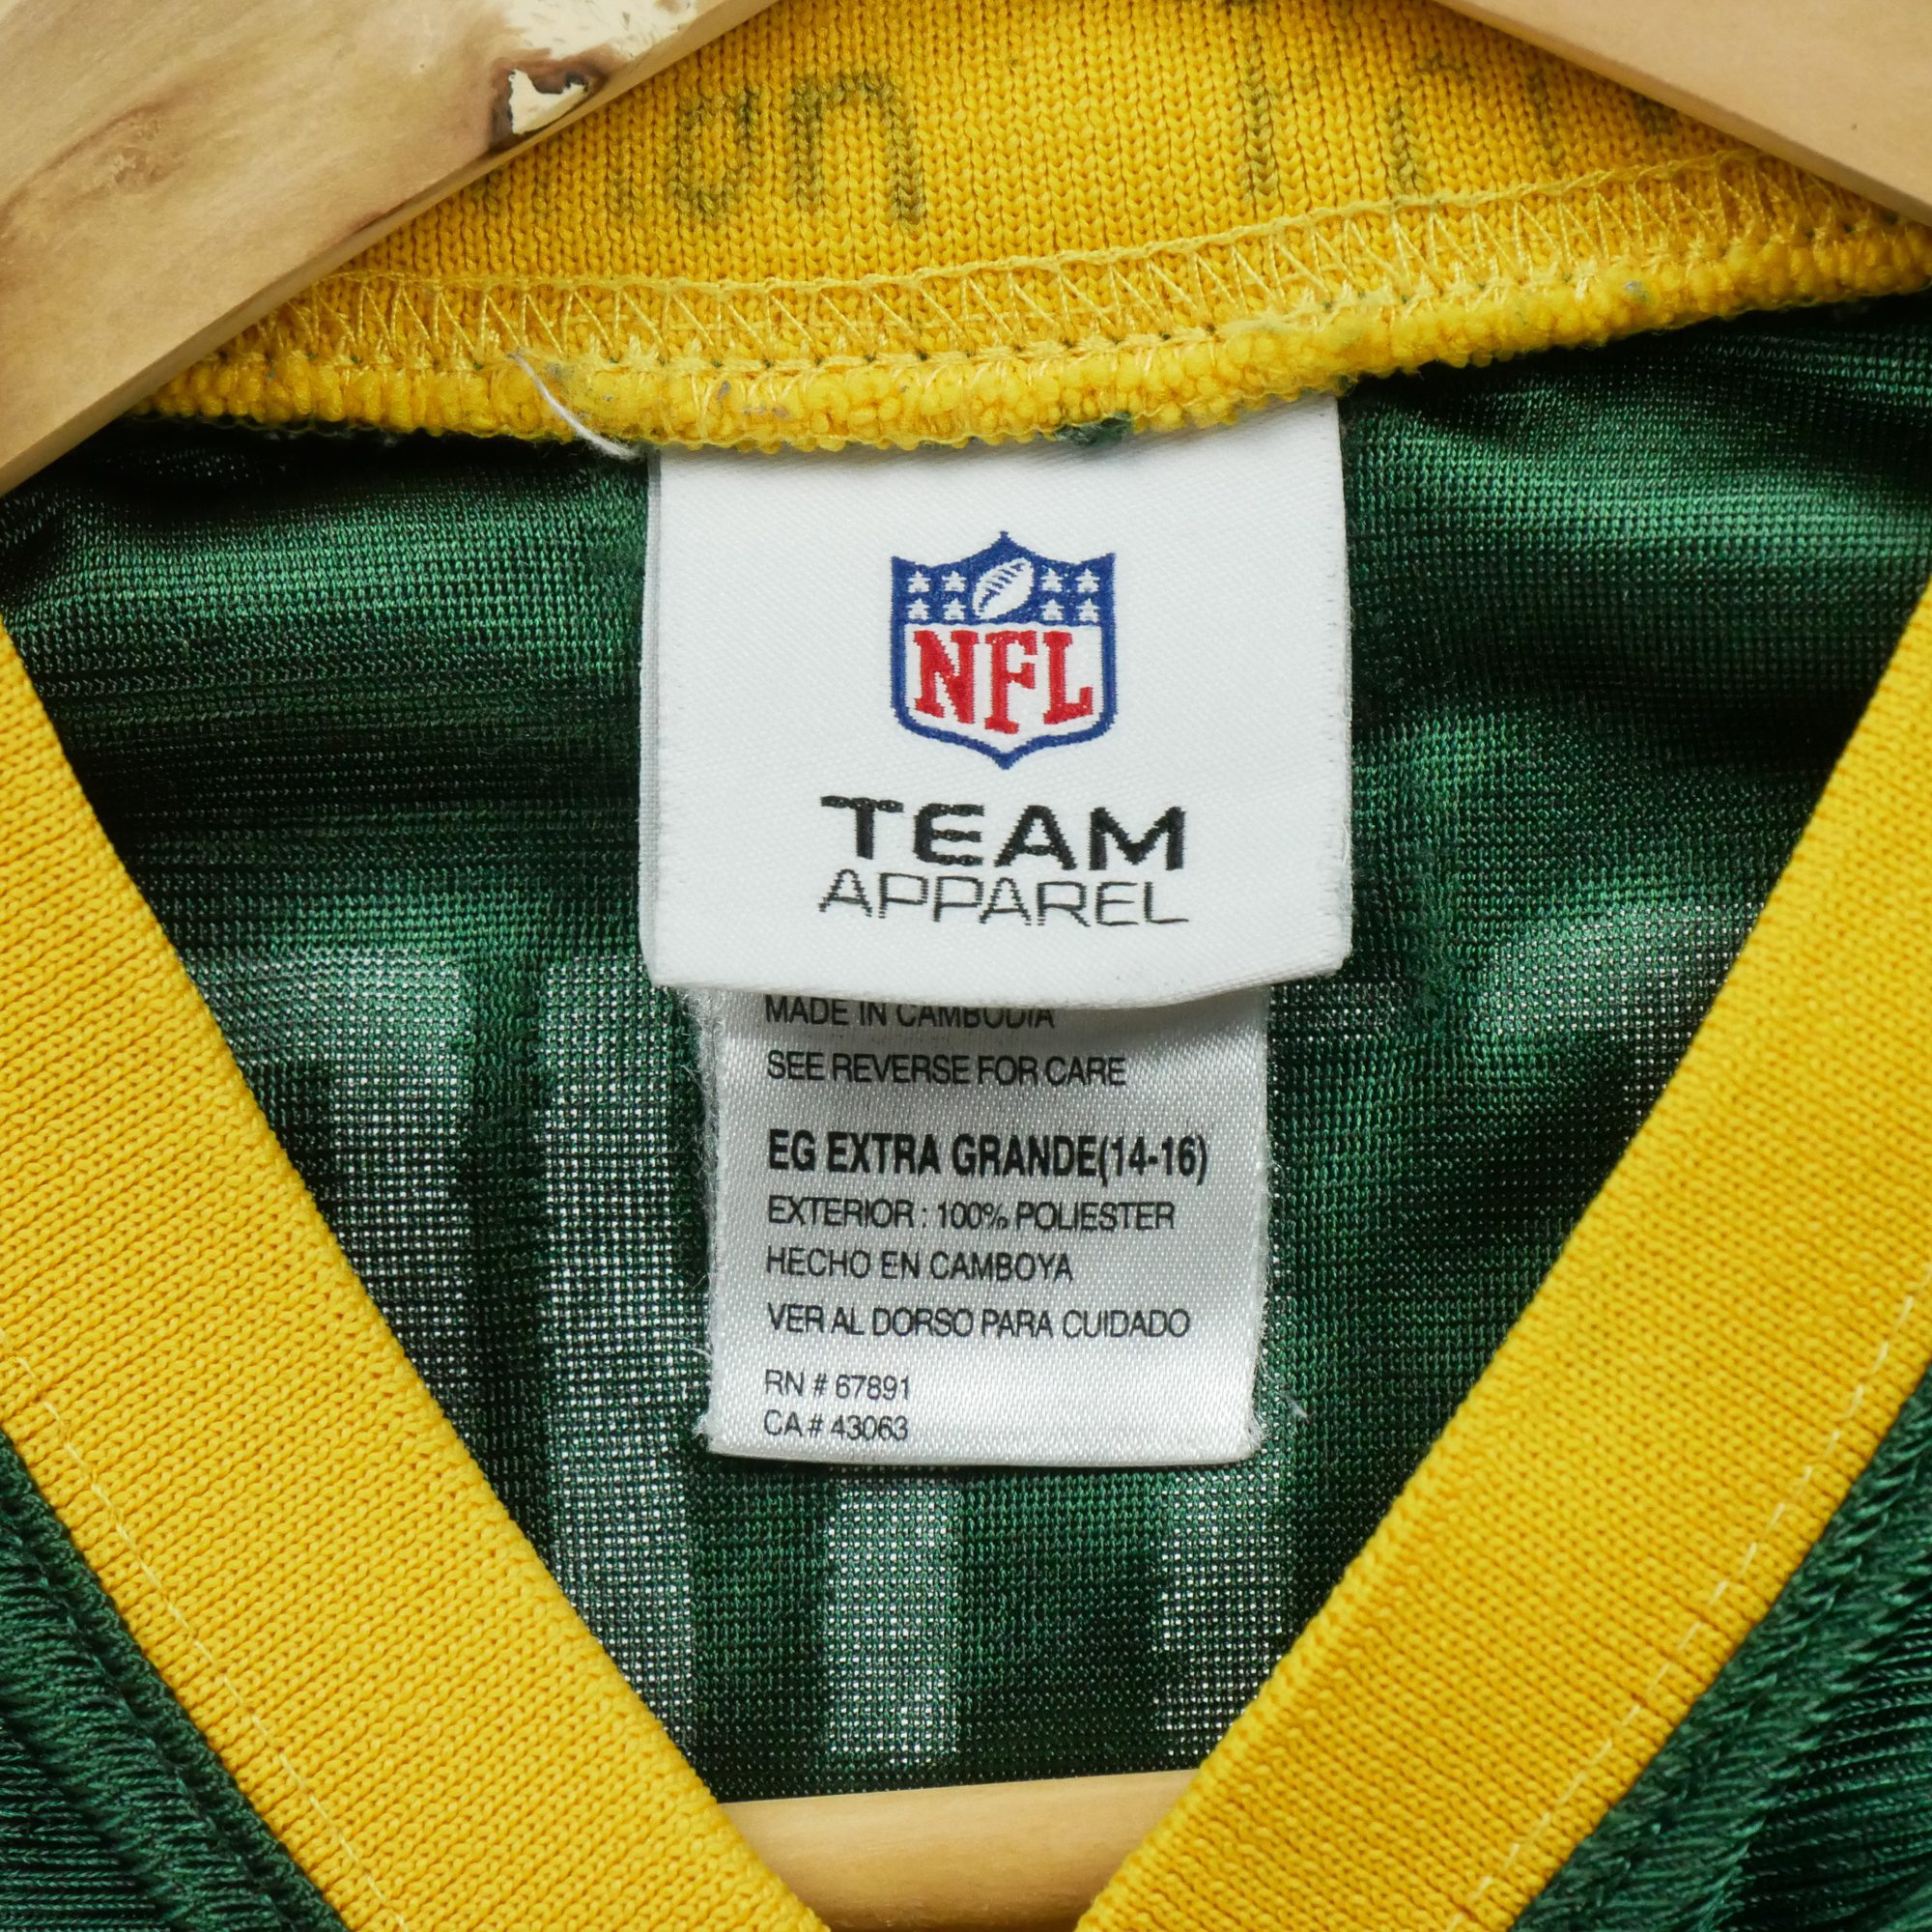 NFL
TEAM
APPAREL
MADE IN CAMBODIA
SEE REVERSE FOR CARE
EG EXTRA GRANDE(14-16)
EXTERIOR : 100% POLIESTER
HECHO EN CAMBOYA
VER AL DORSO PARA CUIDADO
RN # 67891
CA # 43063